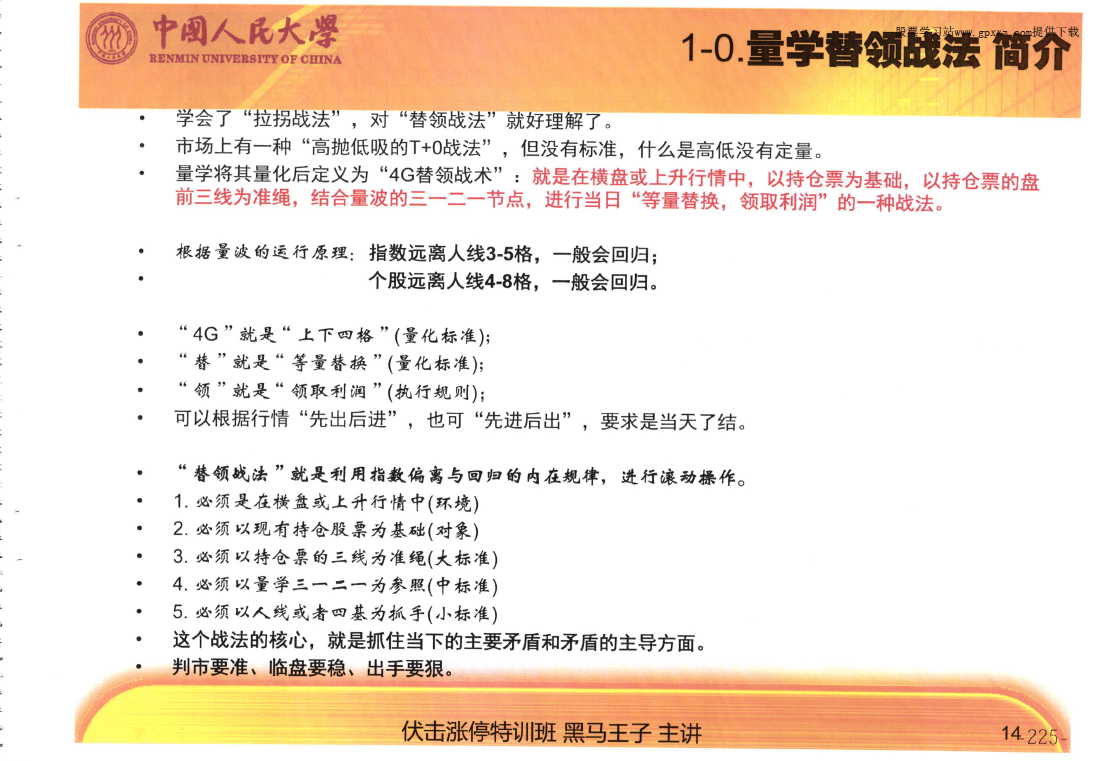 中國人民大學
RENMIN UNIVERSITY OF CHINA
股票学习站www.gpxxz.com提供下载
1-0.量学替领战法 简介
• 学会了“拉拐战法”，对“替领战法”就好理解了。
• 市场上有一种“高抛低吸的T+0战法”，但没有标准，什么是高低没有定量。
• 量学将其量化后定义为“4G替领战术”：就是在横盘或上升行情中，以持仓票为基础，以持仓票的盘
前三线为准绳，结合量波的三一二一节点，进行当日“等量替换，领取利润”的一种战法。
• 根据量波的运行原理：指数远离人线3-5格，一般会回归；
• 个股远离人线4-8格，一般会回归。
• “4G”就是“上下四格”(量化标准);
• “替”就是“等量替换”(量化标准);
• “领”就是“领取利润”(执行规则);
• 可以根据行情“先出后进”，也可“先进后出”，要求是当天了结。
• “替领战法”就是利用指数偏离与回归的内在规律，进行滚动操作。
• 1. 必须是在横盘或上升行情中(环境)
• 2. 必须以现有持仓股票为基础(对象)
• 3. 必须以持仓票的三线为准绳(大标准)
• 4. 必须以量学三一二一为参照(中标准)
• 5. 必须以人线或者四基为抓手(小标准)
• 这个战法的核心，就是抓住当下的主要矛盾和矛盾的主导方面。
• 判市要准、临盘要稳、出手要狠。
伏击涨停特训班 黑马王子 主讲
14
225-